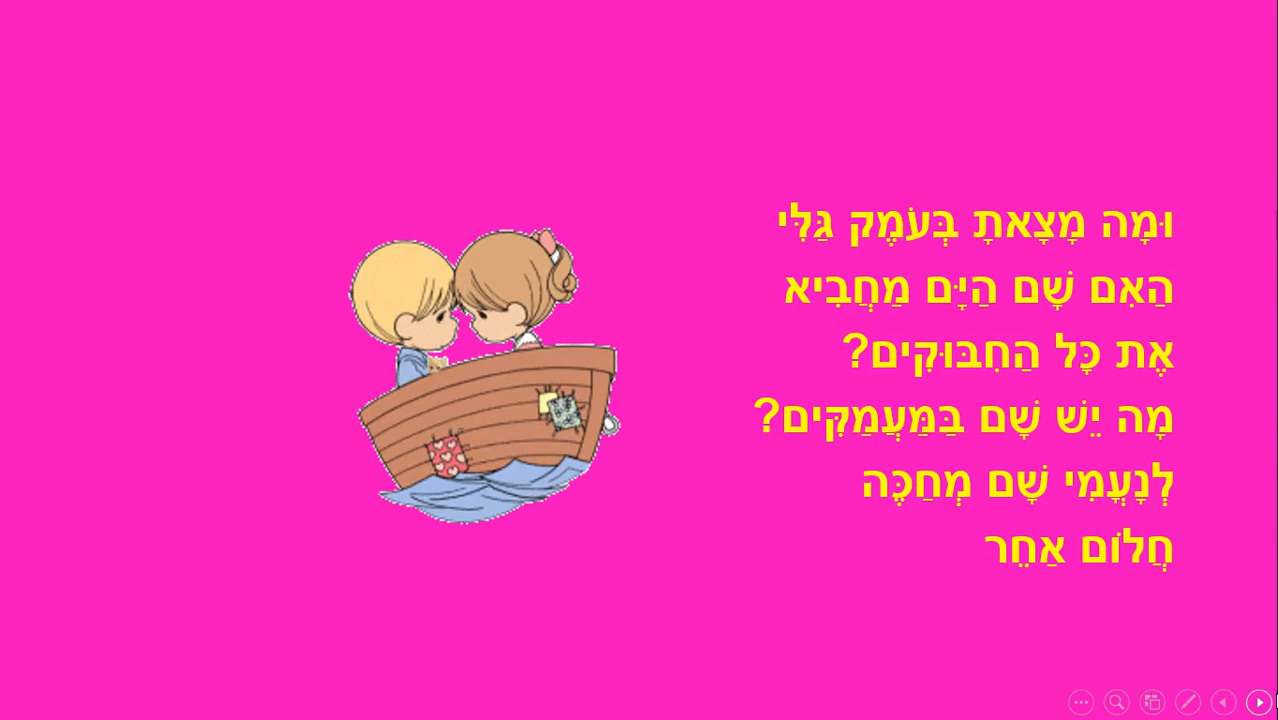 וּמָה מָצָאתָ בְּעֹמֶק גַּלִּי
הַאִם שָׁם הַיָּם מַחֲבִיא
אֶת כָּל הַחִבּוּקִים?
מָה יֵשׁ שָׁם בַּמַּעֲמַקִּים?
לְנָעֳמִי שָׁם מְחַכֶּה
חֲלוֹם אַחֵר